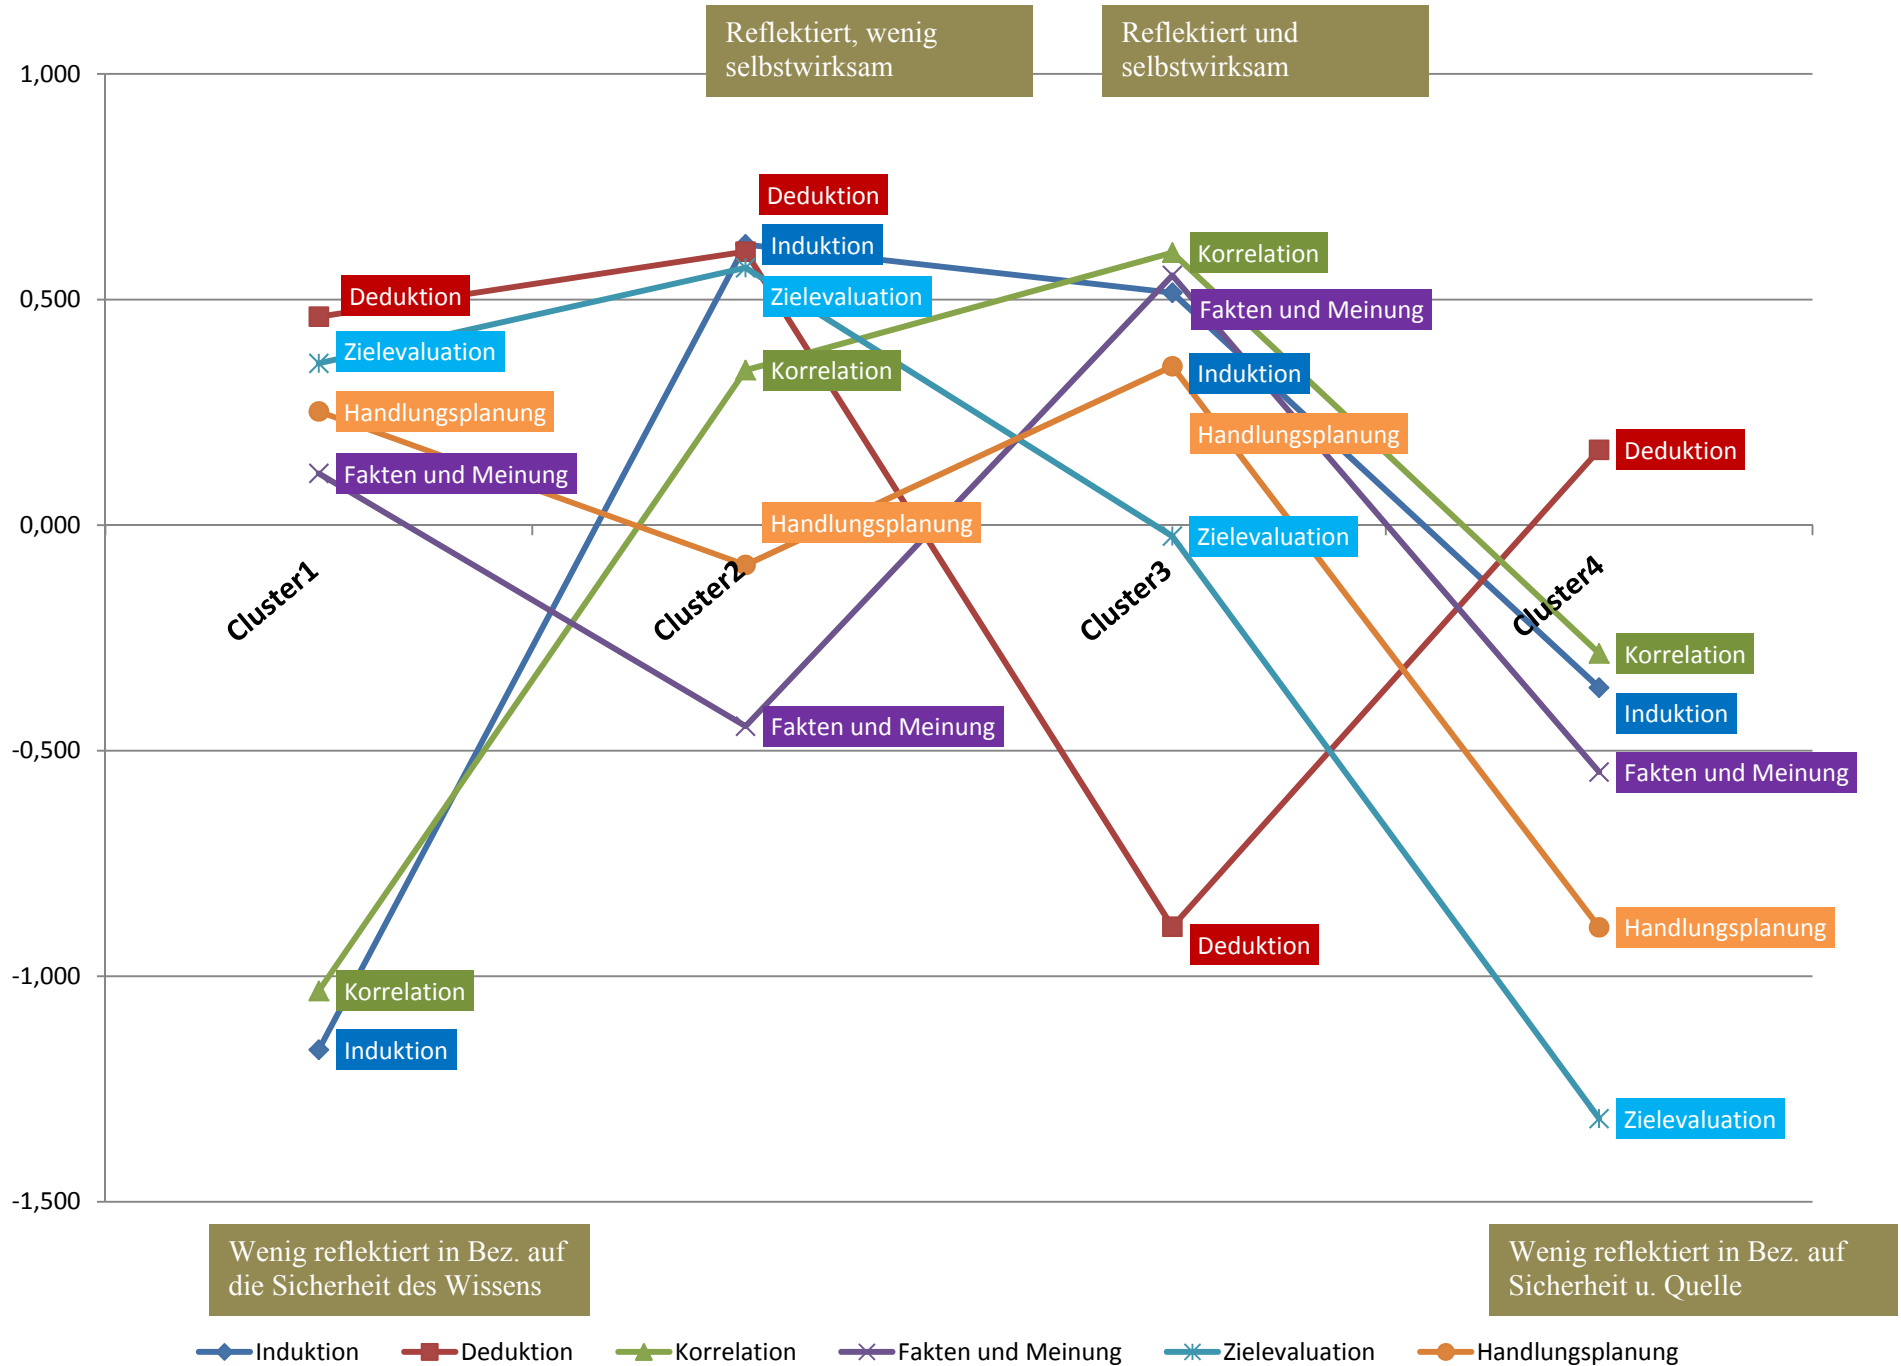 Reflektiert, wenig
selbstwirksam
Reflektiert und
selbstwirksam
1,000
0,500
0,000
-0,500
-1,000
-1,500
Deduktion
Zielevaluation
Handlungsplanung
Fakten und Meinung
Korrelation
Induktion
Deduktion
Induktion
Zielevaluation
Korrelation
Handlungsplanung
Fakten und Meinung
Korrelation
Fakten und Meinung
Induktion
Handlungsplanung
Zielevaluation
Deduktion
Deduktion
Korrelation
Induktion
Fakten und Meinung
Handlungsplanung
Zielevaluation
Cluster1
Cluster2
Cluster3
Cluster4
Wenig reflektiert in Bez. auf
die Sicherheit des Wissens
Wenig reflektiert in Bez. auf
Sicherheit u. Quelle
Induktion
Deduktion
Korrelation
Fakten und Meinung
Zielevaluation
Handlungsplanung